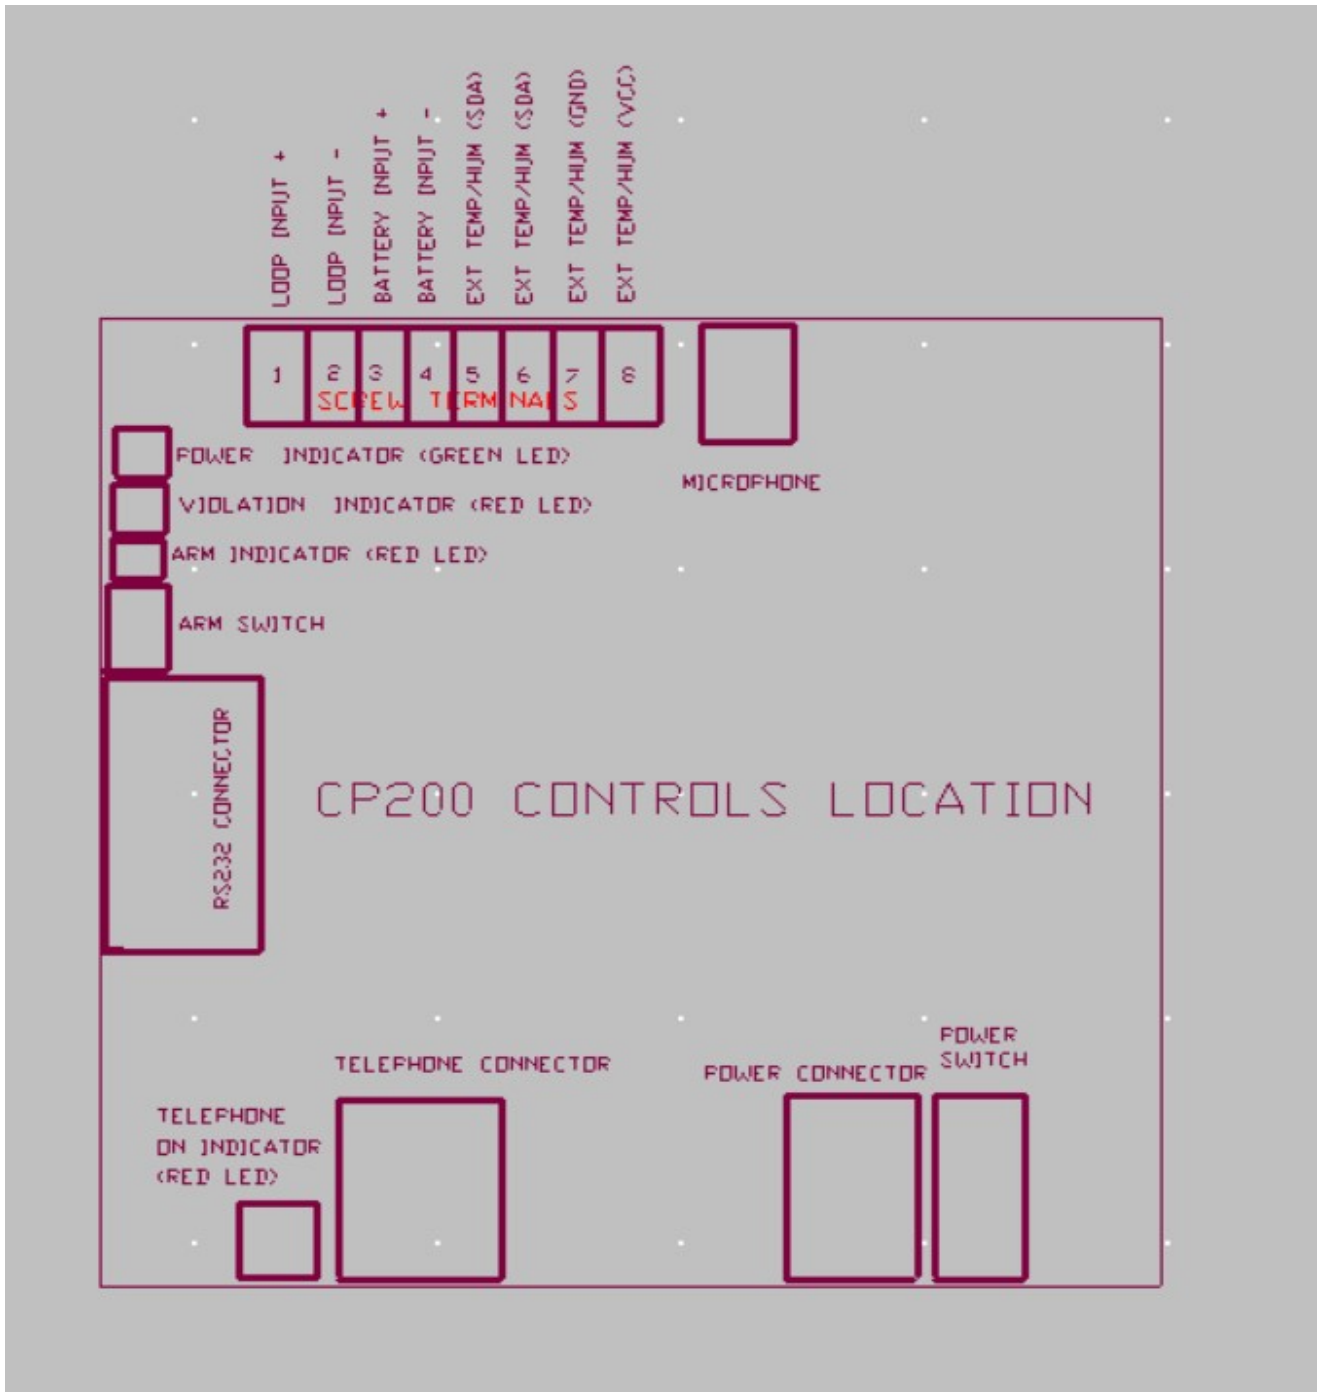 LOOP INPUT +
LOOP INPUT -
BATTERY INPUT +
BATTERY INPUT -
EXT TEMP/HUM (SDA)
EXT TEMP/HUM (SDA)
EXT TEMP/HUM (GND)
EXT TEMP/HUM (VCC)
1 2 3 4 5 6 7 8
SCREW TERMINALS
POWER INDICATOR (GREEN LED)
MICROPHONE
VIOLATION INDICATOR (RED LED)
ARM INDICATOR (RED LED)
ARM SWITCH
RS232 CONNECTOR
CP200 CONTROLS LOCATION
POWER
SWITCH
TELEPHONE CONNECTOR
POWER CONNECTOR
TELEPHONE
ON INDICATOR
(RED LED)